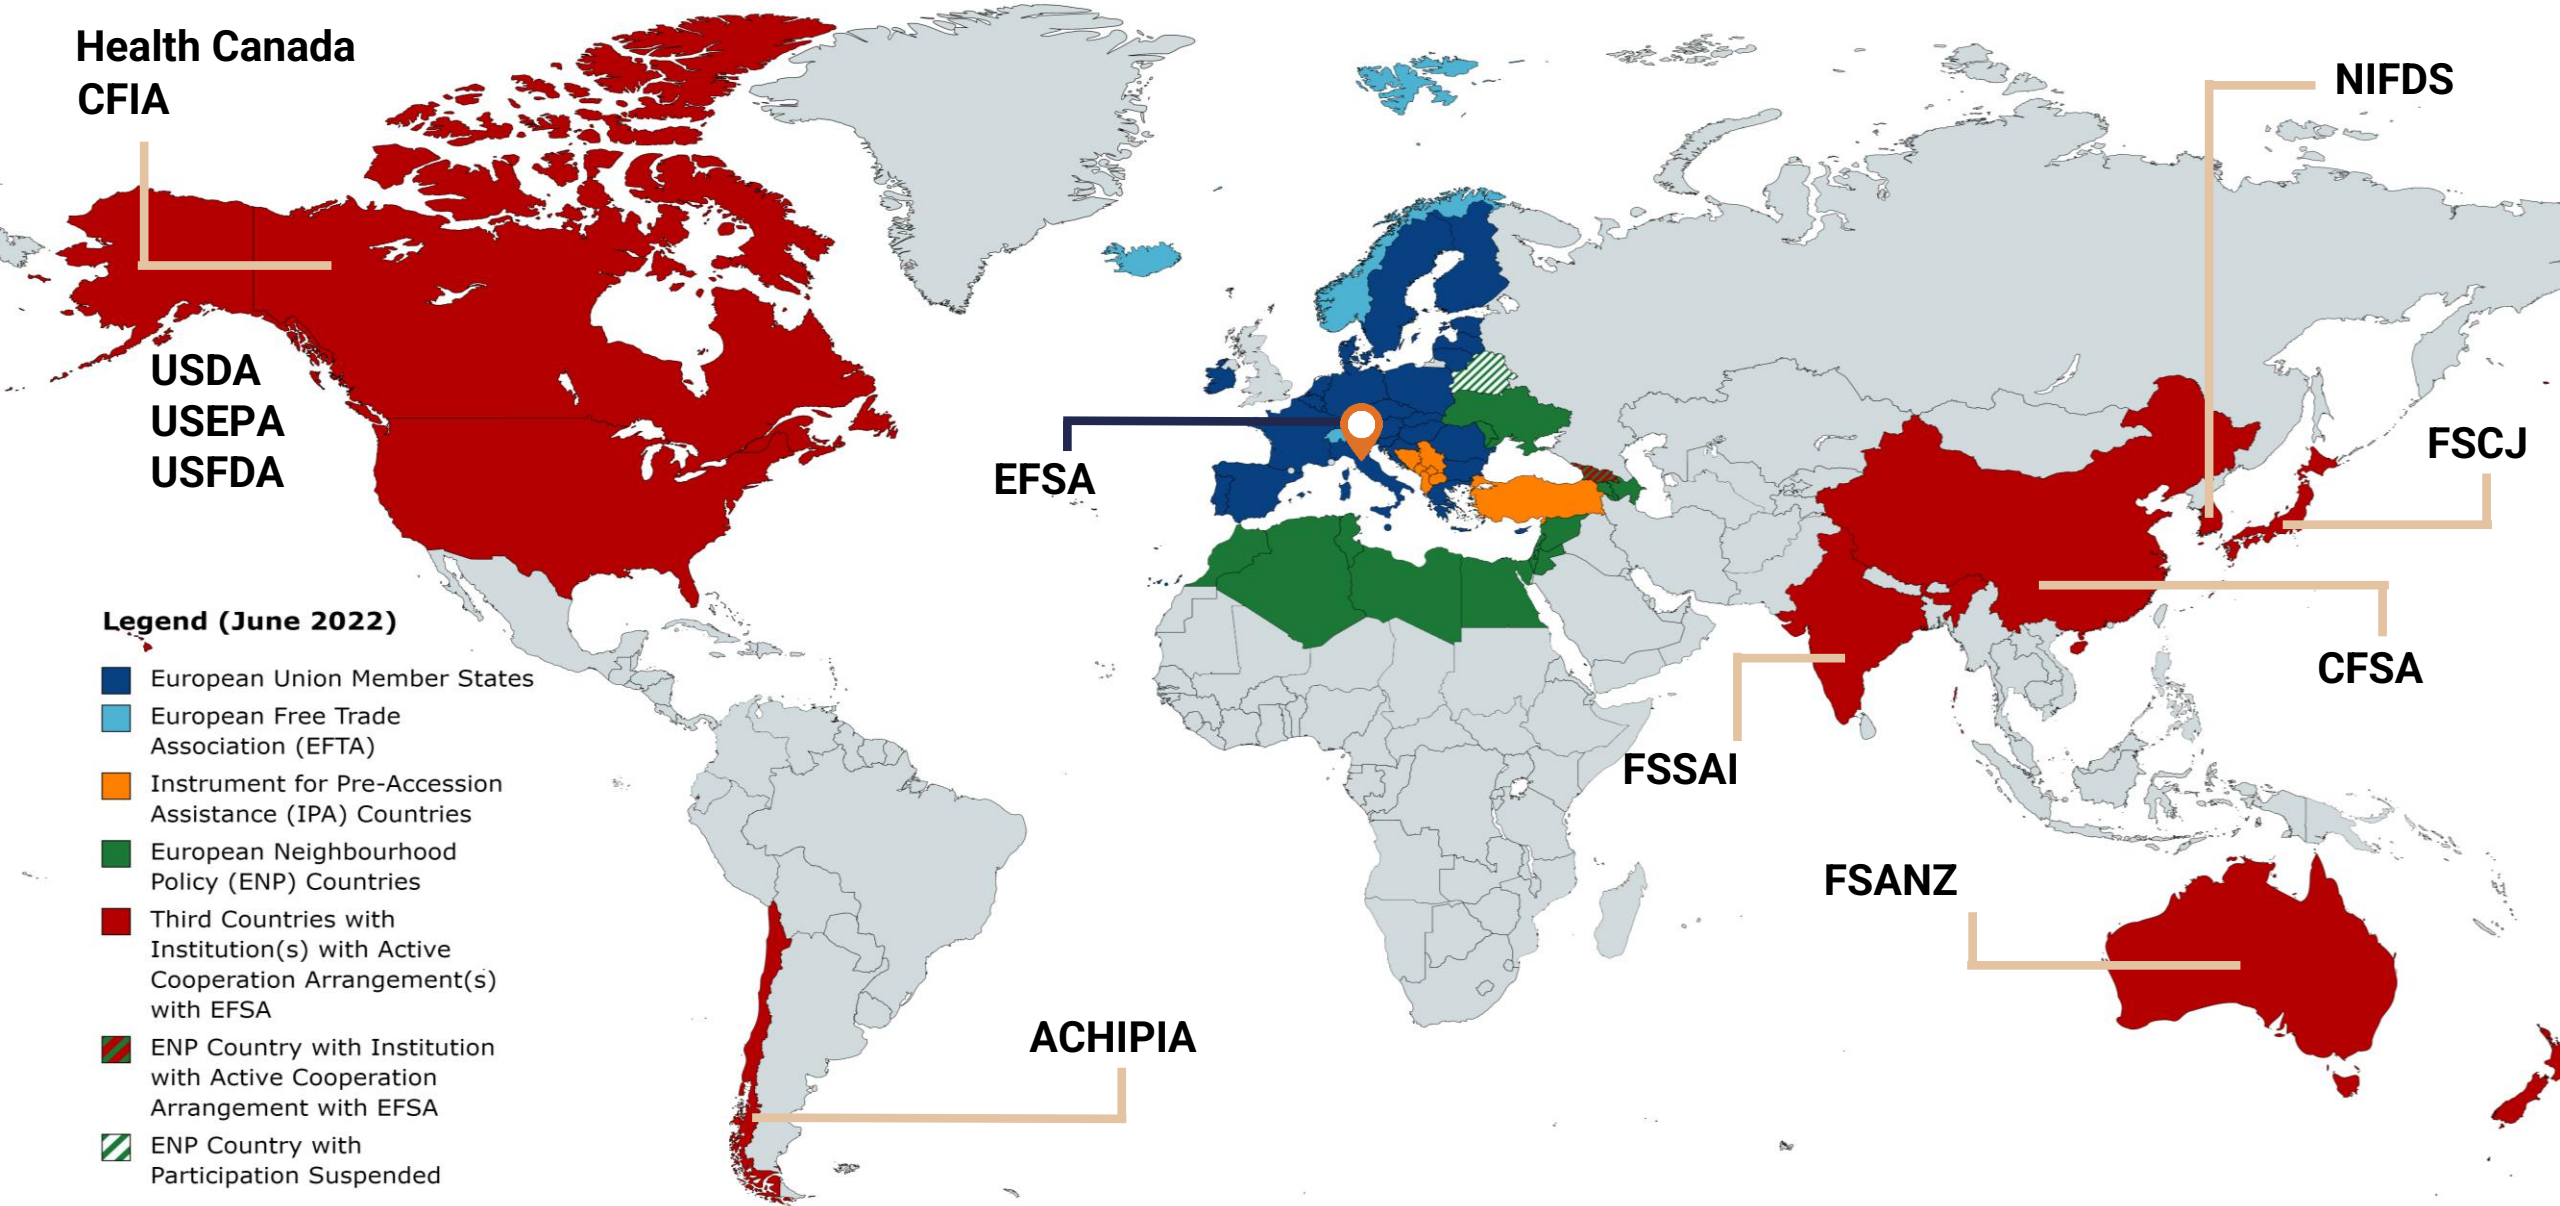 Health Canada
CFIA
NIFDS
USDA
USEPA
USFDA
FSCJ
EFSA
Legend (June 2022)
European Union Member States
European Free Trade
Association (EFTA)
Instrument for Pre-Accession
Assistance (IPA) Countries
European Neighbourhood
Policy (ENP) Countries
Third Countries with
Institution(s) with Active
Cooperation Arrangement(s)
with EFSA
ENP Country with Institution
with Active Cooperation
Arrangement with EFSA
ENP Country with
Participation Suspended
CFSA
FSSAI
FSANZ
ACHIPIA